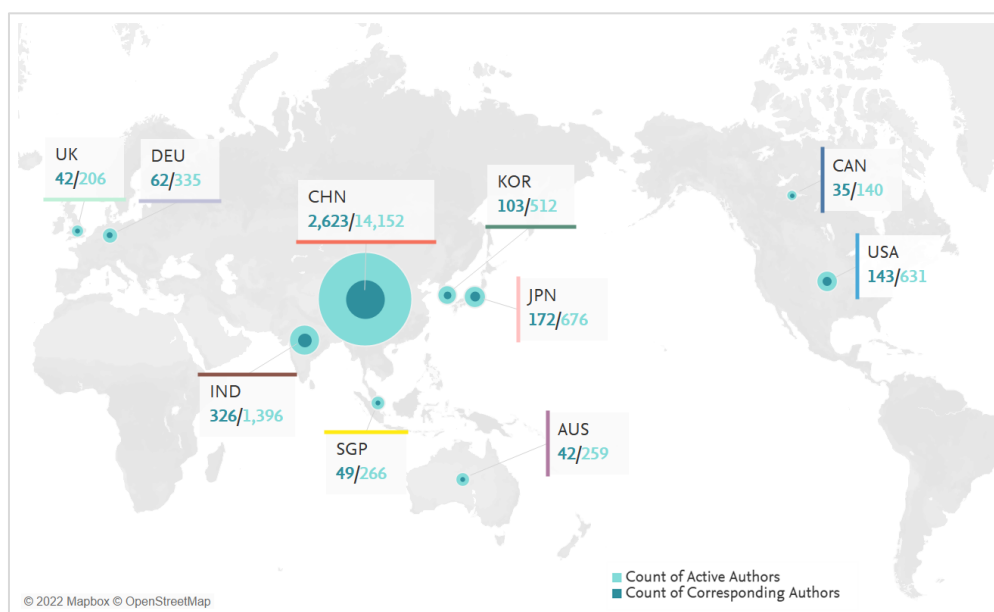 UK
42/206
DEU
62/335
CHN
2,623/14,152
KOR
103/512
CAN
35/140
USA
143/631
JPN
172/676
IND
326/1,396
SGP
49/266
AUS
42/259
Count of Active Authors
Count of Corresponding Authors
© 2022 Mapbox © OpenStreetMap